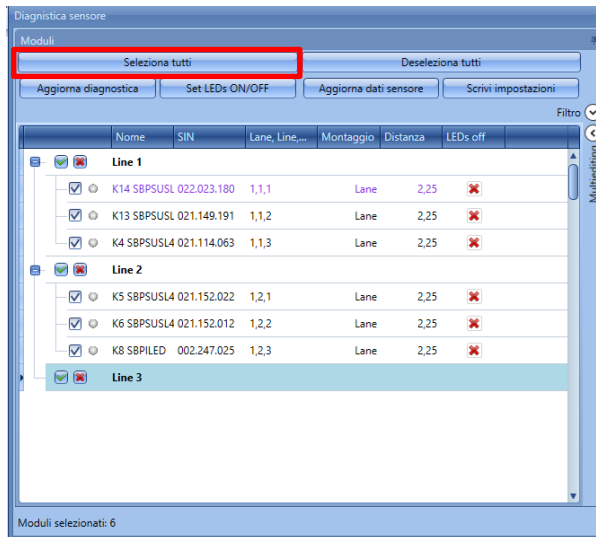 Diagnistica sensore
Moduli
Seleziona tutti Deseleziona tutti
Aggiorna diagnostica Set LEDs ON/OFF Aggiorna dati sensore Scrivi impostazioni
Filtro
Nome SIN Lane, Line,... Montaggio Distanza LEDs off
Multiediting
Line 1
K14 SBPSUSL 022.023.180 1,1,1 Lane 2,25
K13 SBPSUSL 021.149.191 1,1,2 Lane 2,25
K4 SBPSUSL4 021.114.063 1,1,3 Lane 2,25
Line 2
K5 SBPSUSL4 021.152.022 1,2,1 Lane 2,25
K6 SBPSUSL4 021.152.012 1,2,2 Lane 2,25
K8 SBPILED 002.247.025 1,2,3 Lane 2,25
Line 3
Moduli selezionati: 6